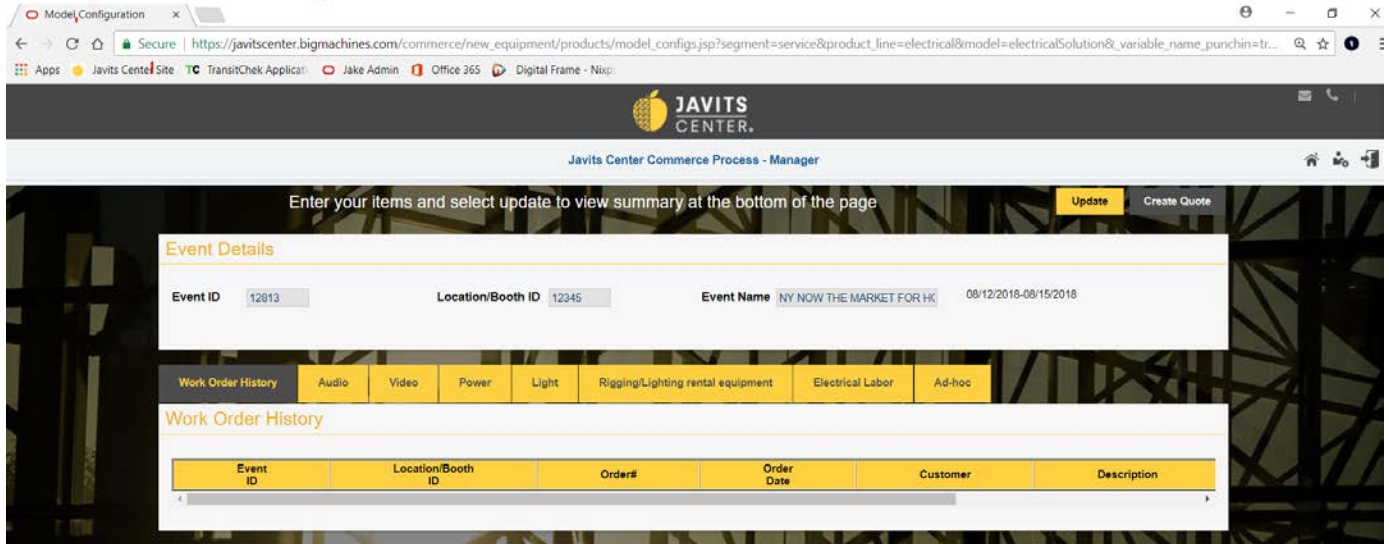 Model Configuration
Secure | https://javitscenter.bigmachines.com/commerce/new_equipment/products/model_configs.jsp?segment=service&product_line=electrical&model=electricalSolution&_variable_name_punchin=tr...
Apps Javits Center Site TC TransitChek Applicati Jake Admin Office 365 Digital Frame - Nixp
JAVITS
CENTER.
Javits Center Commerce Process - Manager
Enter your items and select update to view summary at the bottom of the page
Update Create Quote
Event Details
Event ID 12813 Location/Booth ID 12345 Event Name NY NOW THE MARKET FOR HO 08/12/2018-08/15/2018
Work Order History Audio Video Power Light Rigging/Lighting rental equipment Electrical Labor Ad-hoc
Work Order History
Event ID Location/Booth ID Order# Order Date Customer Description